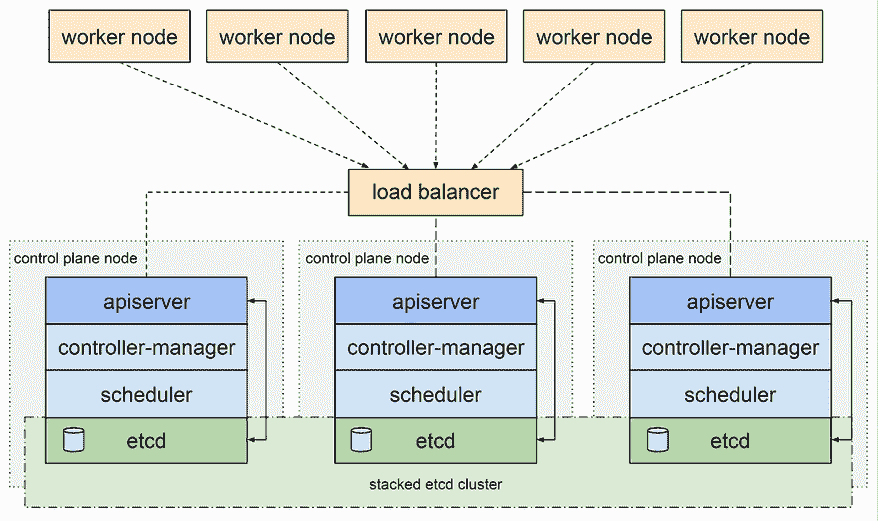 worker node
worker node
worker node
worker node
worker node
load balancer
control plane node
control plane node
control plane node
apiserver
apiserver
apiserver
controller-manager
controller-manager
controller-manager
scheduler
scheduler
scheduler
etcd
etcd
etcd
stacked etcd cluster